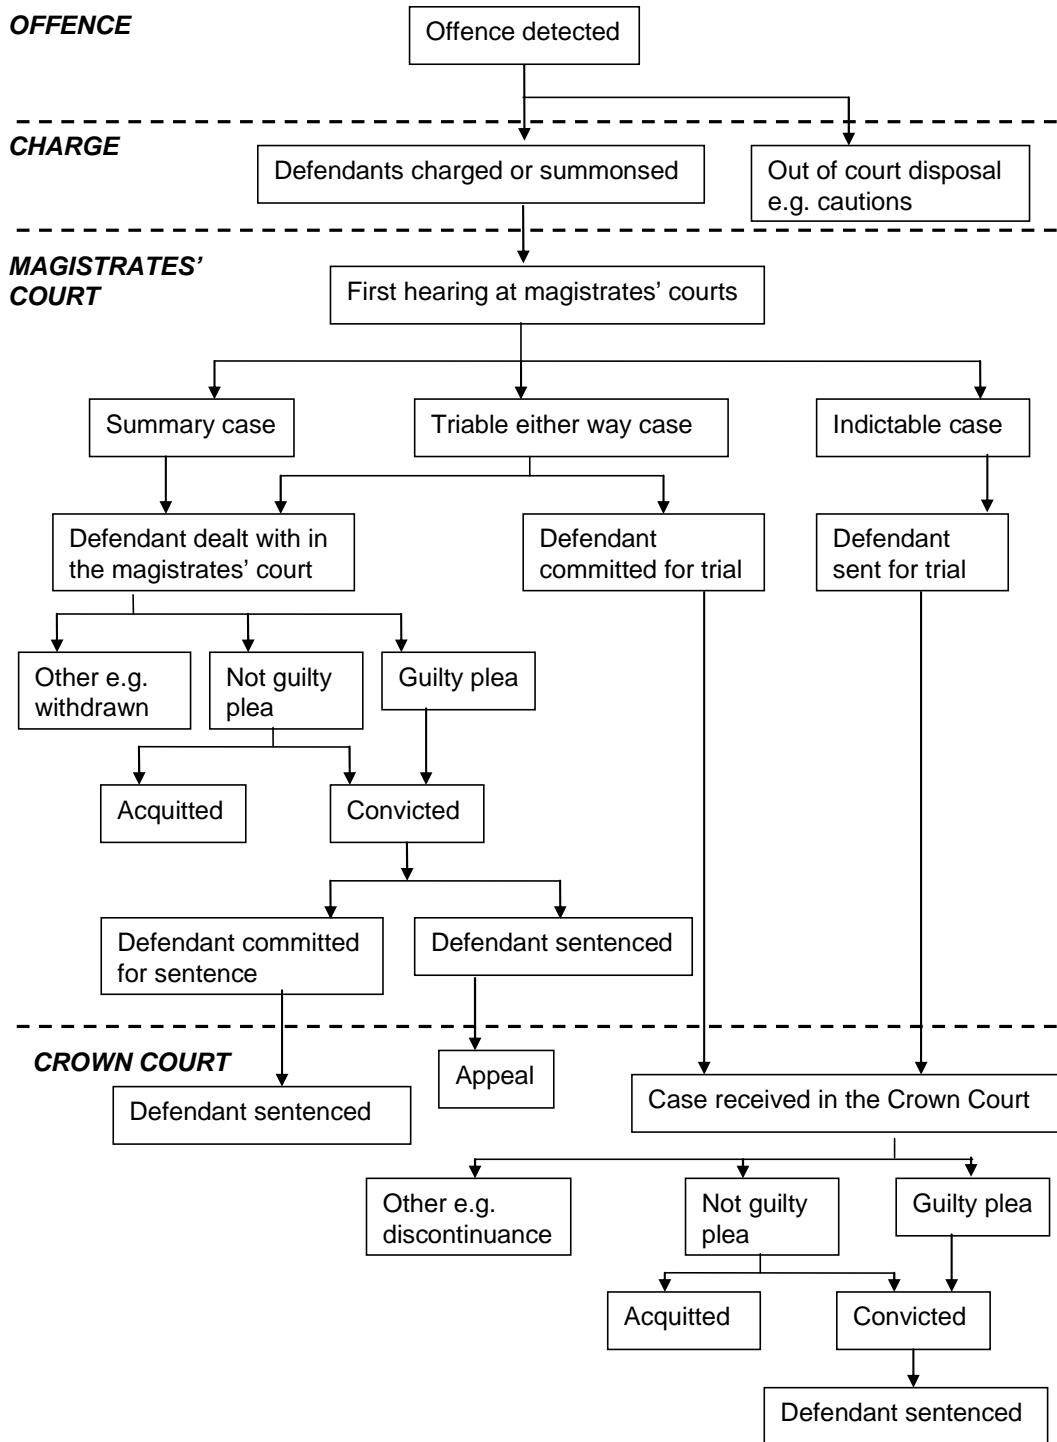 OFFENCE
Offence detected
CHARGE
Defendants charged or summonsed
Out of court disposal
e.g. cautions
MAGISTRATES’
COURT
First hearing at magistrates’ courts
Summary case
Triable either way case
Indictable case
Defendant dealt with in
the magistrates’ court
Defendant
committed for trial
Defendant
sent for trial
Other e.g.
withdrawn
Not guilty
plea
Guilty plea
Acquitted
Convicted
Defendant committed
for sentence
Defendant sentenced
CROWN COURT
Appeal
Defendant sentenced
Case received in the Crown Court
Other e.g.
discontinuance
Not guilty
plea
Guilty plea
Acquitted
Convicted
Defendant sentenced